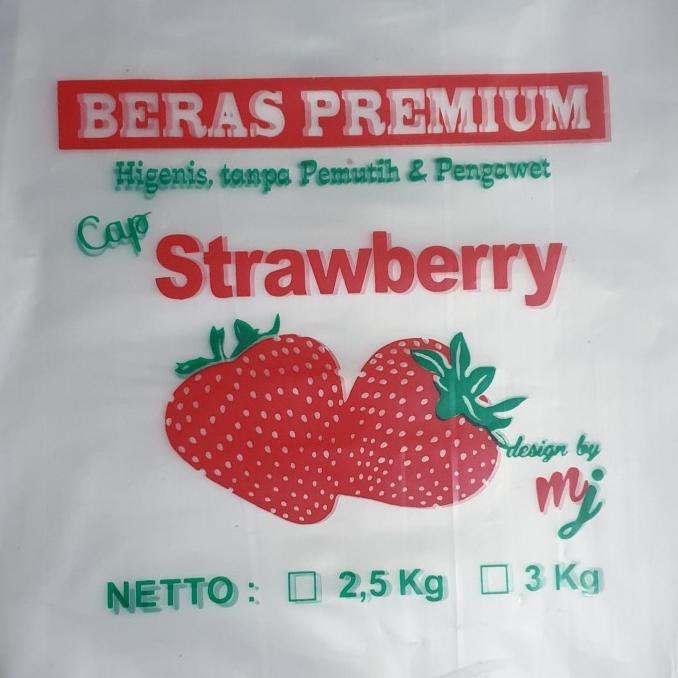 BERAS PREMIUM
Higenis, tanpa Pemutih & Pengawet
Cap
Strawberry
design by
mj
NETTO : 2,5 Kg 3 Kg